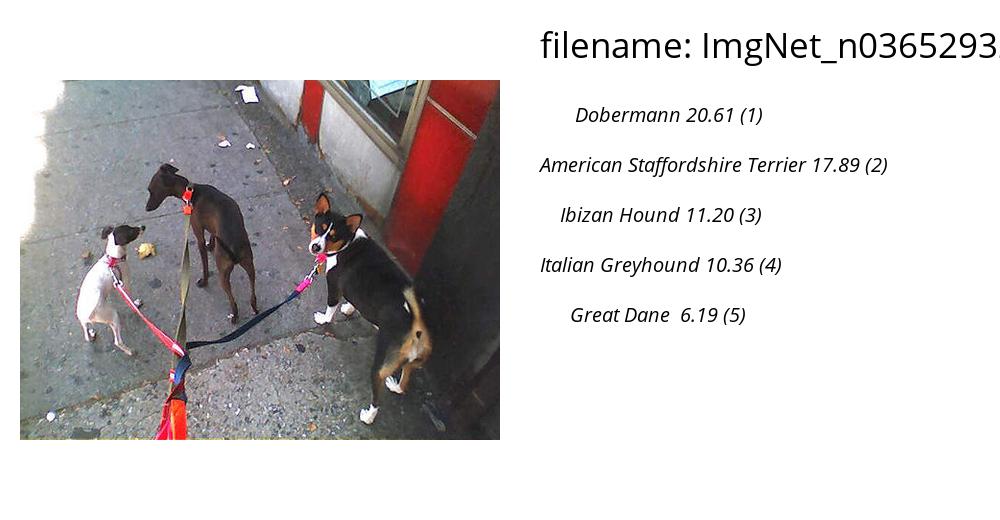 filename: ImgNet_n0365293
Dobermann 20.61 (1)
American Staffordshire Terrier 17.89 (2)
Ibizan Hound 11.20 (3)
Italian Greyhound 10.36 (4)
Great Dane 6.19 (5)